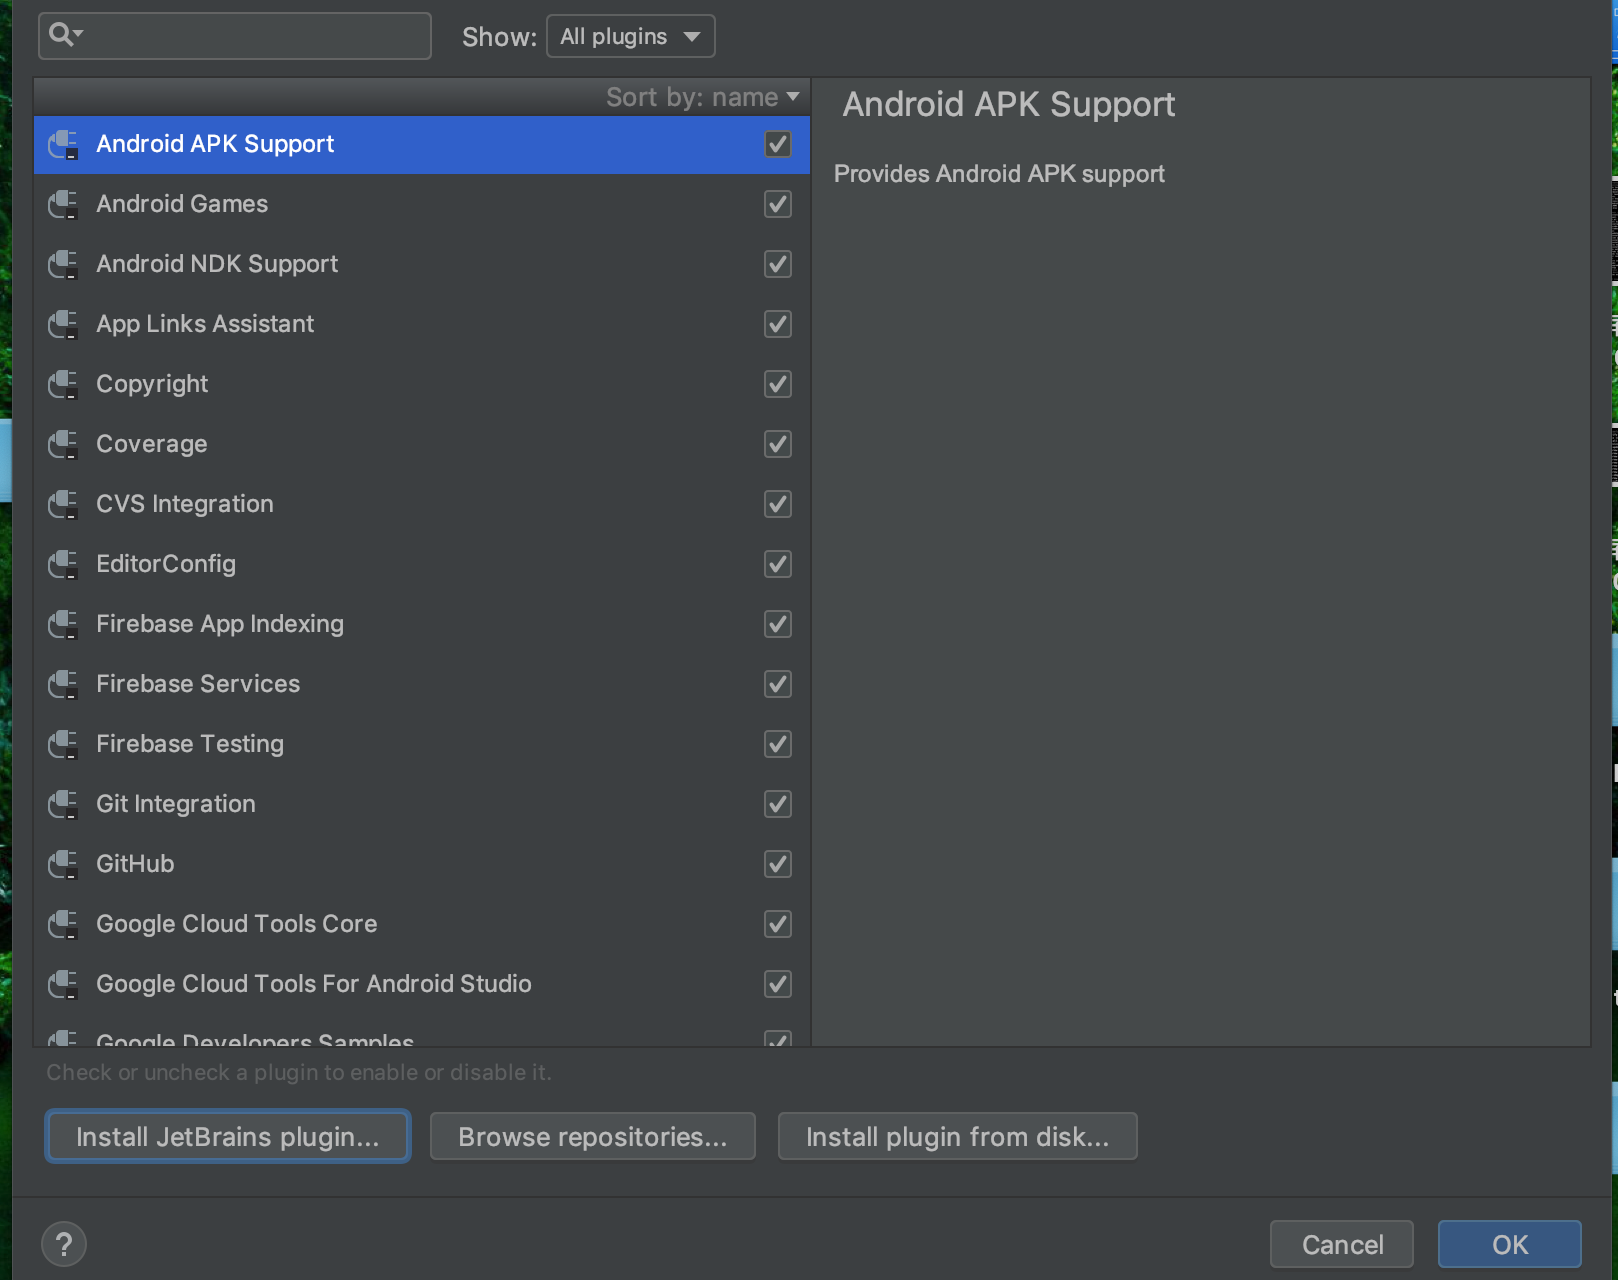 Show: All plugins
Sort by: name
Android APK Support
Android Games
Android NDK Support
App Links Assistant
Copyright
Coverage
CVS Integration
EditorConfig
Firebase App Indexing
Firebase Services
Firebase Testing
Git Integration
GitHub
Google Cloud Tools Core
Google Cloud Tools For Android Studio
Google Developers Samples
Android APK Support
Provides Android APK support
Check or uncheck a plugin to enable or disable it.
Install JetBrains plugin... Browse repositories... Install plugin from disk...
? Cancel OK